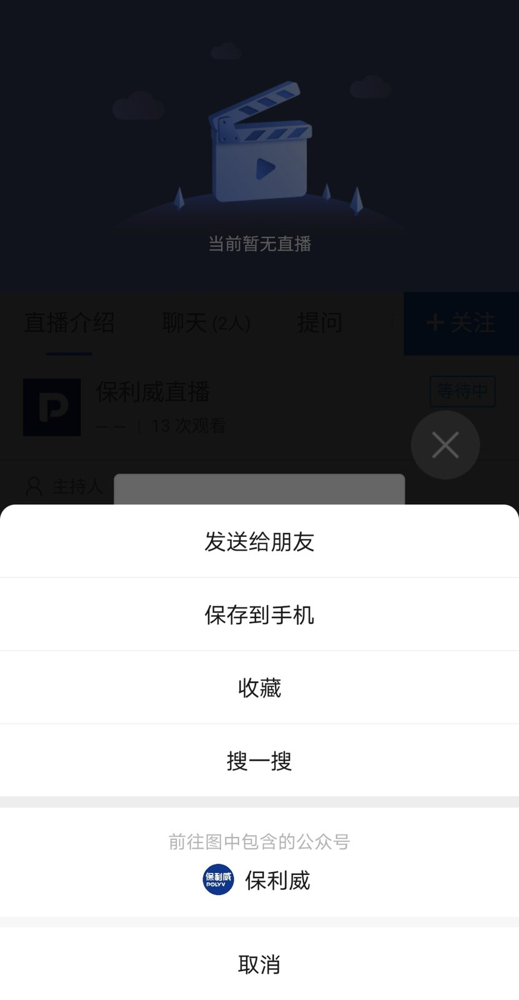 当前暂无直播
直播介绍 聊天 (2人) 提问 + 关注
保利威直播 等待中
– – | 13 次观看
主持人
发送给朋友
保存到手机
收藏
搜一搜
前往图中包含的公众号
保利威 POLYV 保利威
取消